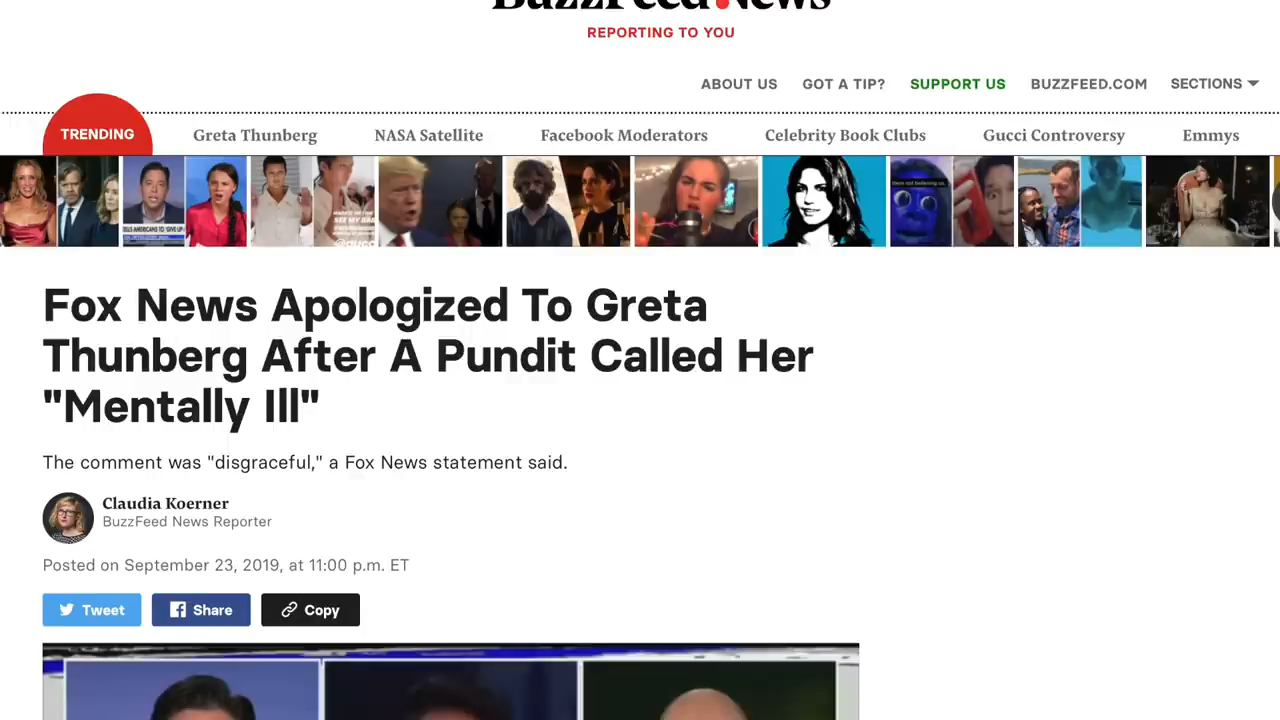 BuzzFeed News
REPORTING TO YOU
ABOUT US GOT A TIP? SUPPORT US BUZZFEED.COM SECTIONS
TRENDING Greta Thunberg NASA Satellite Facebook Moderators Celebrity Book Clubs Gucci Controversy Emmys
Fox News Apologized To Greta
Thunberg After A Pundit Called Her
"Mentally Ill"
The comment was "disgraceful," a Fox News statement said.
Claudia Koerner
BuzzFeed News Reporter
Posted on September 23, 2019, at 11:00 p.m. ET
Tweet Share Copy